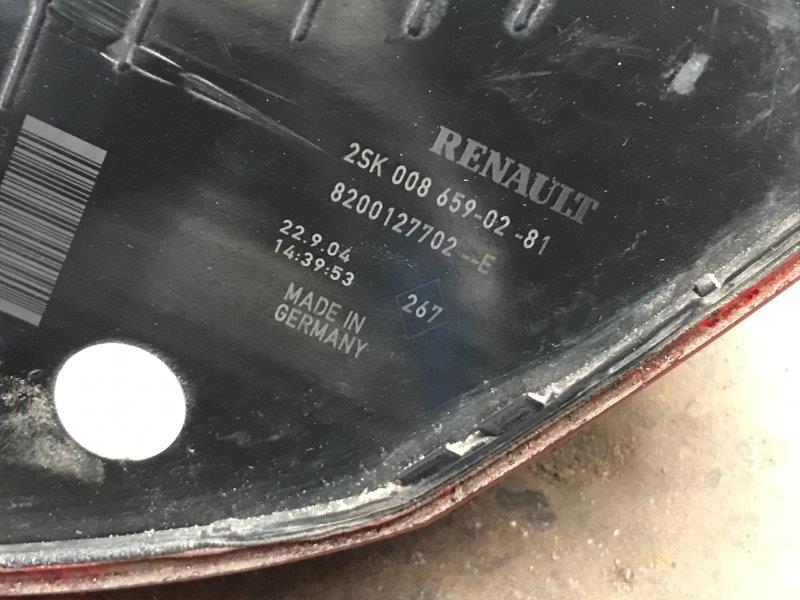 RENAULT
2SK 008 659-02 -81
8200127702 --E
22.9.04
14:39:53
267
MADE IN
GERMANY